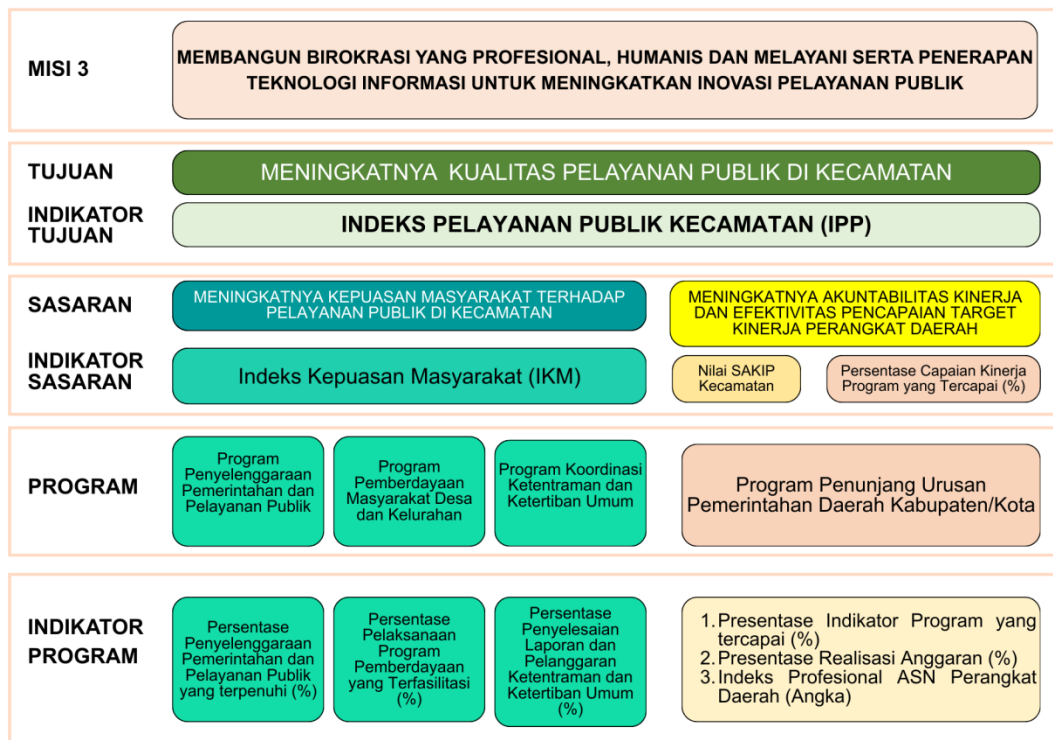 MISI 3
MEMBANGUN BIROKRASI YANG PROFESIONAL, HUMANIS DAN MELAYANI SERTA PENERAPAN
TEKNOLOGI INFORMASI UNTUK MENINGKATKAN INOVASI PELAYANAN PUBLIK
TUJUAN
MENINGKATNYA KUALITAS PELAYANAN PUBLIK DI KECAMATAN
INDIKATOR
TUJUAN
INDEKS PELAYANAN PUBLIK KECAMATAN (IPP)
SASARAN
MENINGKATNYA KEPUASAN MASYARAKAT TERHADAP
PELAYANAN PUBLIK DI KECAMATAN
MENINGKATNYA AKUNTABILITAS KINERJA
DAN EFEKTIVITAS PENCAPAIAN TARGET
KINERJA PERANGKAT DAERAH
INDIKATOR
SASARAN
Indeks Kepuasan Masyarakat (IKM)
Nilai SAKIP
Kecamatan
Persentase Capaian Kinerja
Program yang Tercapai (%)
PROGRAM
Program
Penyelenggaraan
Pemerintahan dan
Pelayanan Publik
Program
Pemberdayaan
Masyarakat Desa
dan Kelurahan
Program Koordinasi
Ketentraman dan
Ketertiban Umum
Program Penunjang Urusan
Pemerintahan Daerah Kabupaten/Kota
INDIKATOR
PROGRAM
Persentase
Penyelenggaraan
Pemerintahan dan
Pelayanan Publik
yang terpenuhi (%)
Persentase
Pelaksanaan
Program
Pemberdayaan
yang Terfasilitasi
(%)
Persentase
Penyelesaian
Laporan dan
Pelanggaran
Ketentraman dan
Ketertiban Umum
(%)
1. Presentase Indikator Program yang
tercapai (%)
2. Presentase Realisasi Anggaran (%)
3. Indeks Profesional ASN Perangkat
Daerah (Angka)